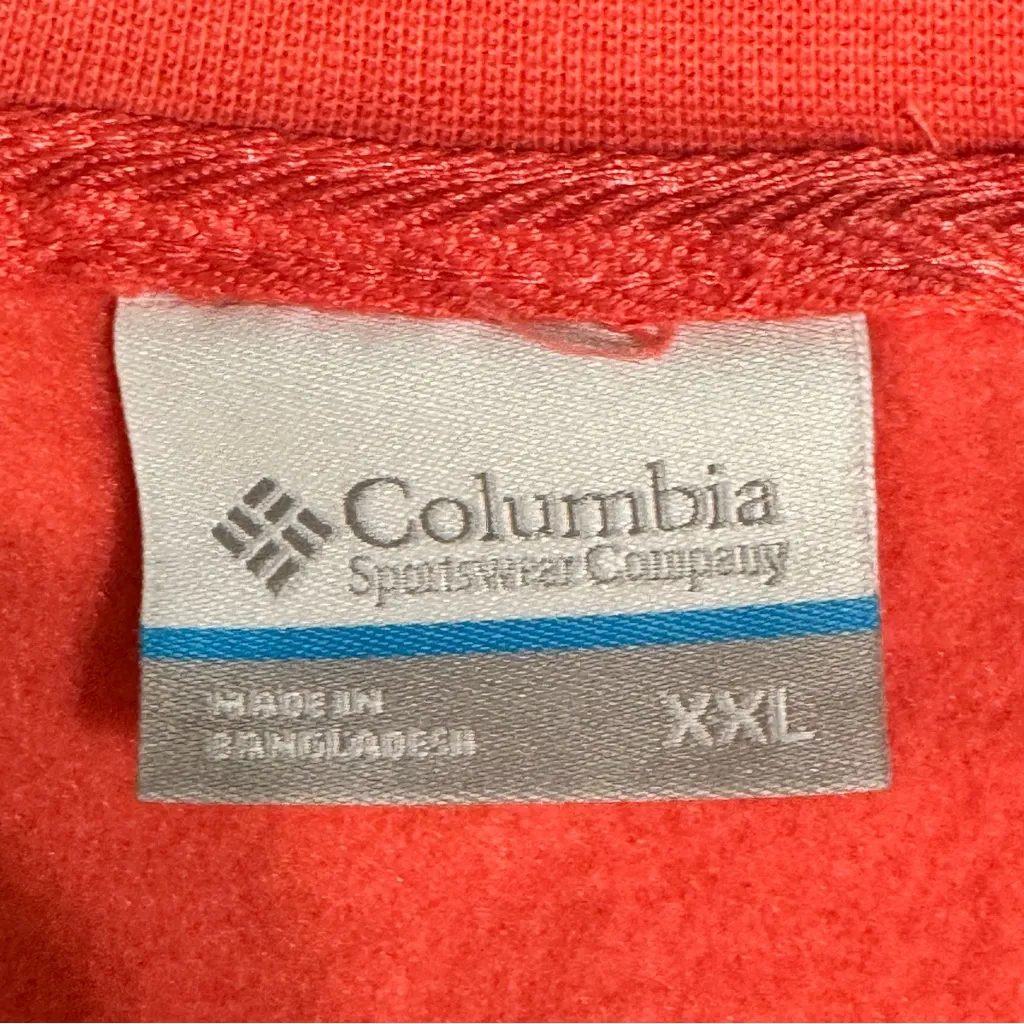 Columbia
Sportswear Company
MADE IN
BANGLADESH
XXL